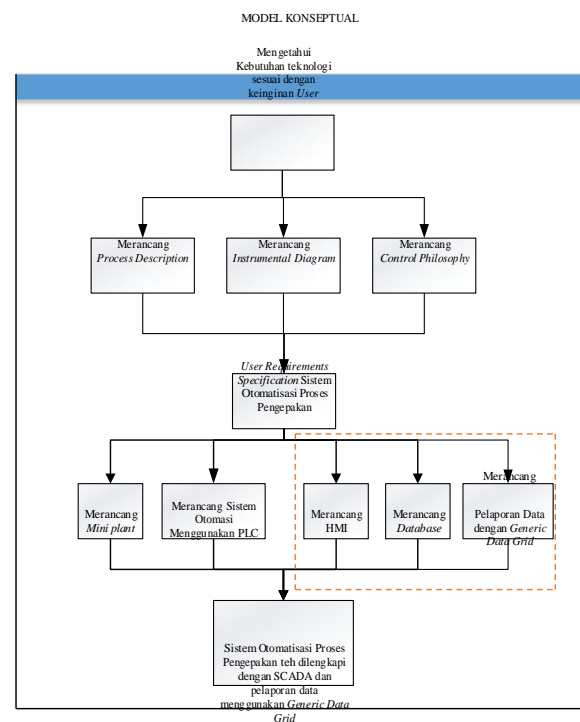 MODEL KONSEPTUAL
Mengetahui
Kebutuhan teknologi
sesuai dengan
keinginan User
Merancang
Process Description
Merancang
Instrumental Diagram
Merancang
Control Philosophy
User Requirements
Specification Sistem
Otomatisasi Proses
Pengepakan
Merancang
Mini plant
Merancang Sistem
Otomasi
Menggunakan PLC
Merancang
HMI
Merancang
Database
Merancang
Pelaporan Data
dengan Generic
Data Grid
Sistem Otomatisasi Proses
Pengepakan teh dilengkapi
dengan SCADA dan
pelaporan data
menggunakan Generic Data
Grid